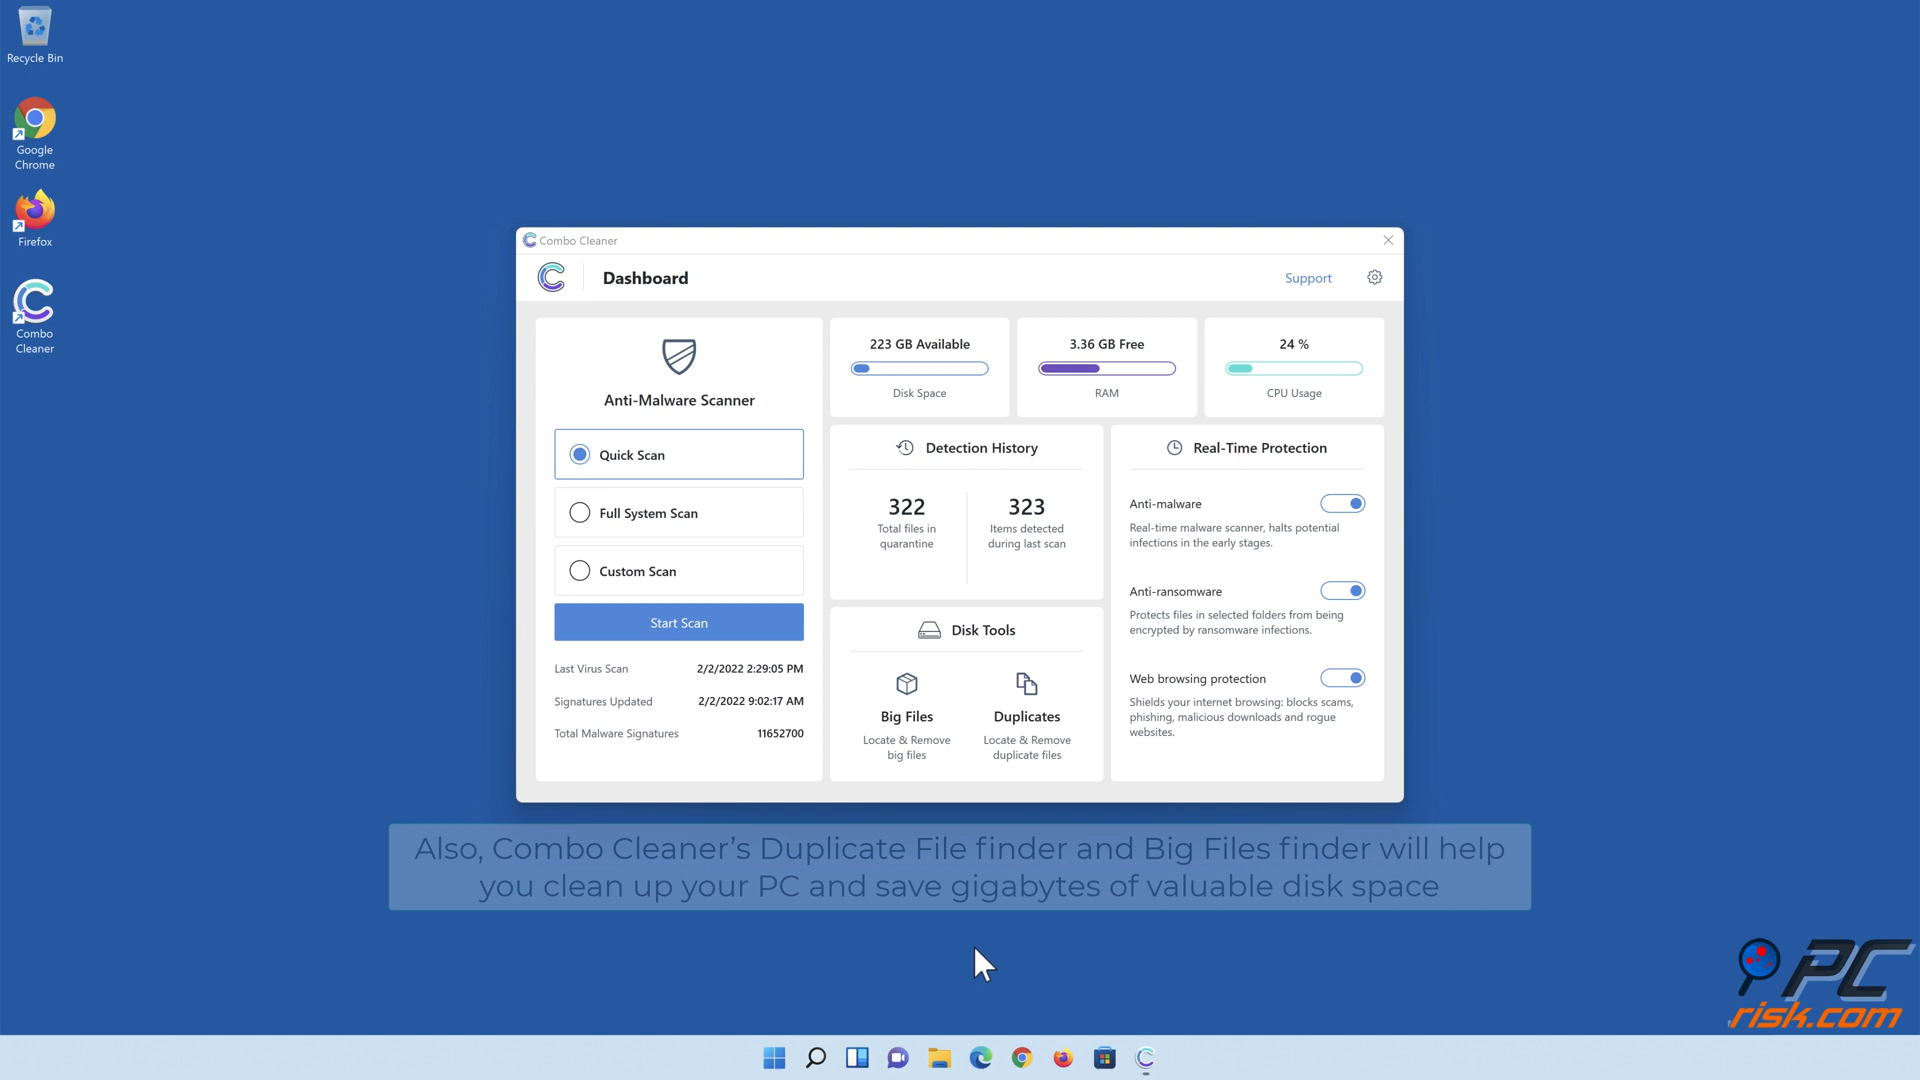 Recycle Bin
Google
Chrome
Firefox
Combo
Cleaner
Combo Cleaner
Dashboard
Support
Anti-Malware Scanner
Quick Scan
Full System Scan
Custom Scan
Start Scan
Last Virus Scan 2/2/2022 2:29:05 PM
Signatures Updated 2/2/2022 9:02:17 AM
Total Malware Signatures 11652700
223 GB Available
Disk Space
3.36 GB Free
RAM
24 %
CPU Usage
Detection History
322
Total files in
quarantine
323
Items detected
during last scan
Disk Tools
Big Files
Locate & Remove
big files
Duplicates
Locate & Remove
duplicate files
Real-Time Protection
Anti-malware
Real-time malware scanner, halts potential
infections in the early stages.
Anti-ransomware
Protects files in selected folders from being
encrypted by ransomware infections.
Web browsing protection
Shields your internet browsing: blocks scams,
phishing, malicious downloads and rogue
websites.
Also, Combo Cleaner’s Duplicate File finder and Big Files finder will help
you clean up your PC and save gigabytes of valuable disk space
PC
risk.com